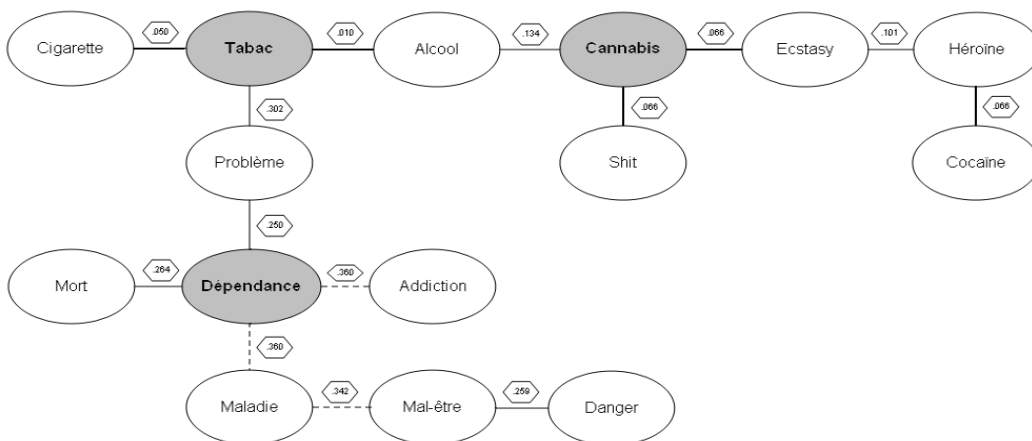 .050
.010
.134
.066
.101
Cigarette
Tabac
Alcool
Cannabis
Ecstasy
Héroïne
.302
.066
.066
Problème
Shit
Cocaïne
.250
.264
.360
Mort
Dépendance
Addiction
.360
.342
.259
Maladie
Mal-être
Danger